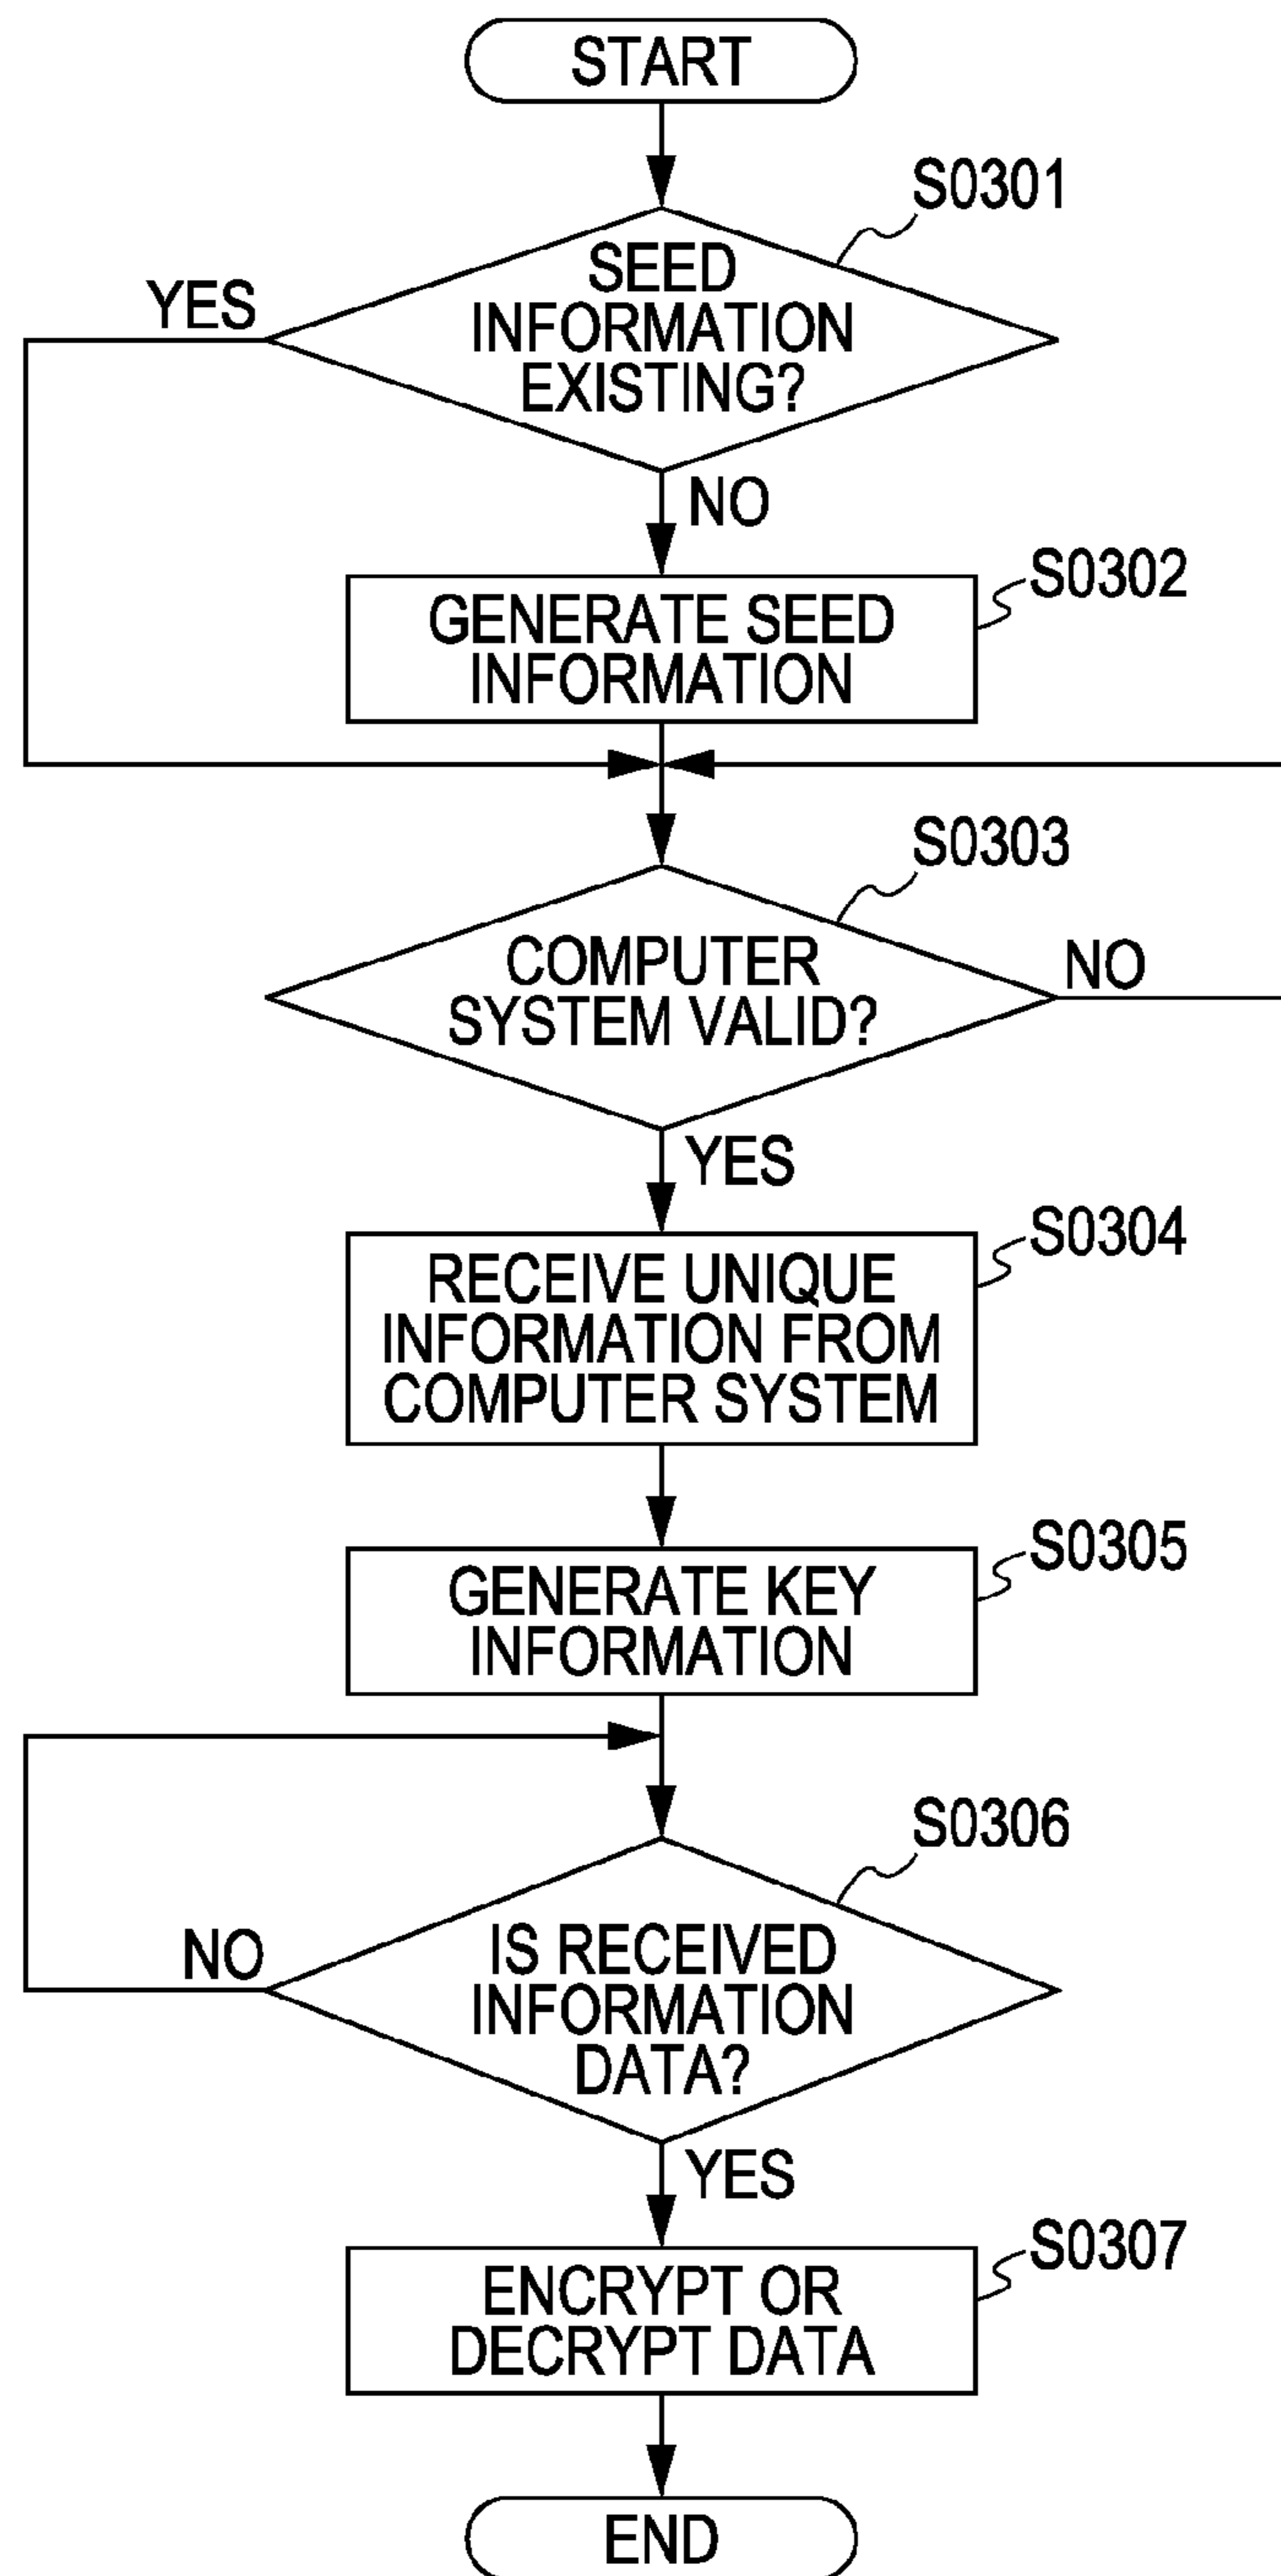 START
S0301
SEED
INFORMATION
EXISTING?
YES
NO
S0302
GENERATE SEED
INFORMATION
S0303
COMPUTER
SYSTEM VALID?
NO
YES
S0304
RECEIVE UNIQUE
INFORMATION FROM
COMPUTER SYSTEM
S0305
GENERATE KEY
INFORMATION
S0306
IS RECEIVED
INFORMATION
DATA?
NO
YES
S0307
ENCRYPT OR
DECRYPT DATA
END